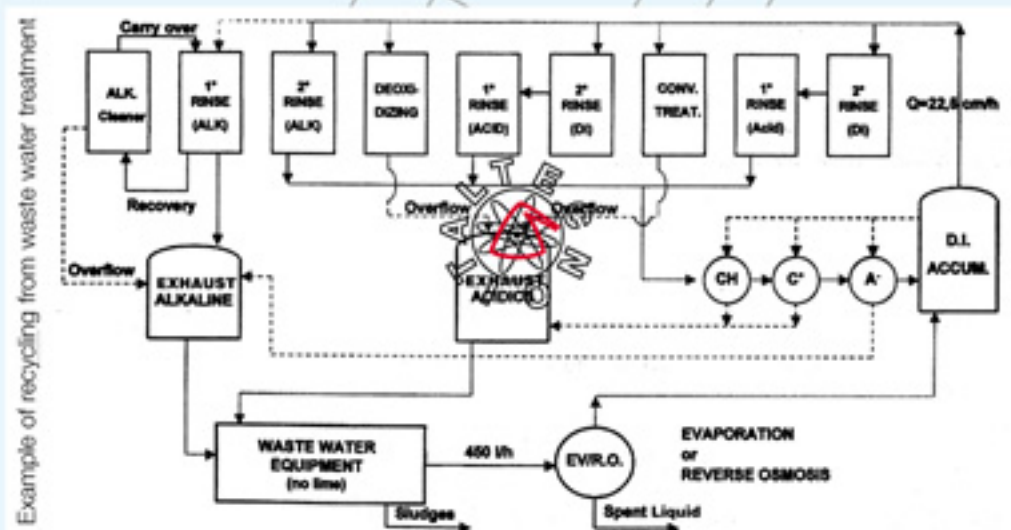 Example of recycling from waste water treatment
Carry over
ALK.
Cleaner
1°
RINSE
(ALK)
2°
RINSE
(ALK)
DEOXI-
DIZING
1°
RINSE
(ACID)
2°
RINSE
(DI)
CONV.
TREAT.
1°
RINSE
(Acid)
2°
RINSE
(DI)
Q=22,5 cm/h
Recovery
Overflow
Overflow
Overflow
EXHAUST
ALKALINE
EXHAUST
ACIDICS
CH
C⁺
A⁻
D.I.
ACCUM.
WASTE WATER
EQUIPMENT
(no lime)
450 l/h
EV/R.O.
EVAPORATION
or
REVERSE OSMOSIS
Sludges
Spent Liquid